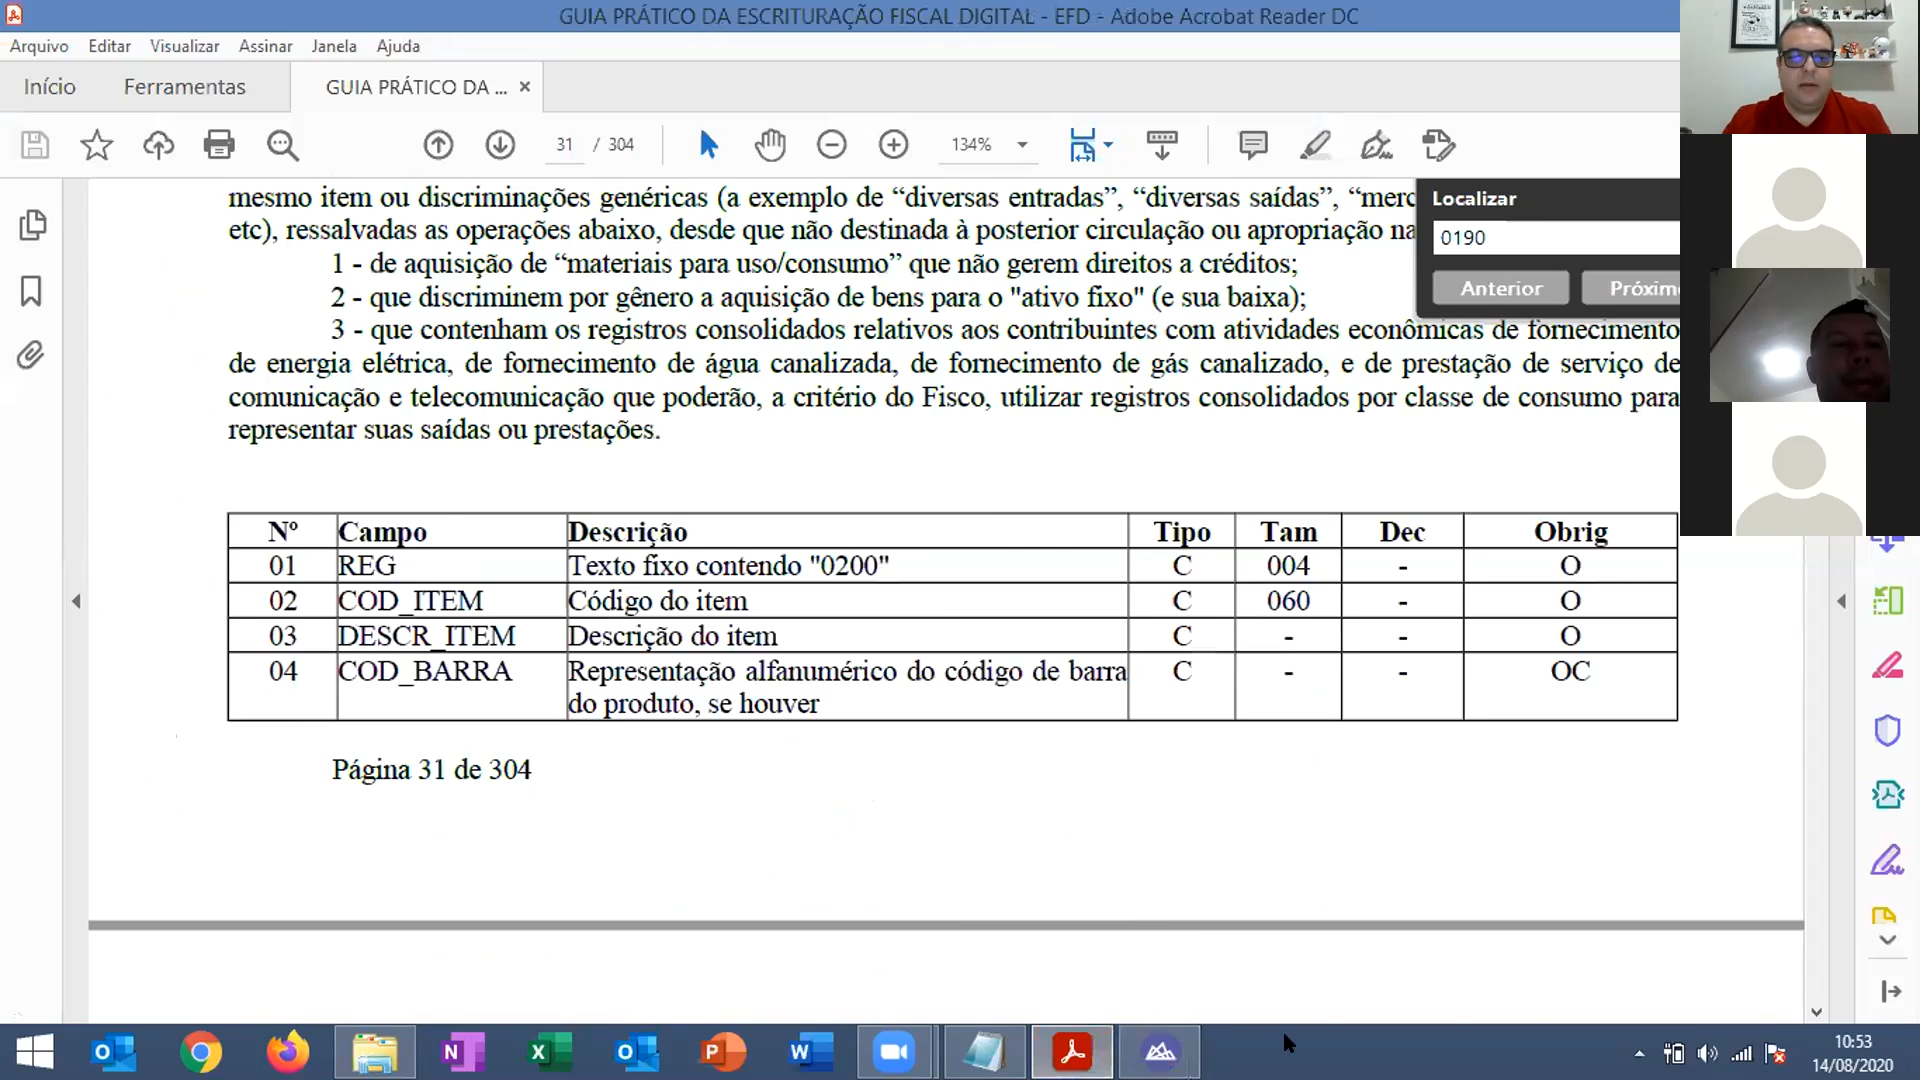 GUIA PRÁTICO DA ESCRITURAÇÃO FISCAL DIGITAL - EFD - Adobe Acrobat Reader DC
Arquivo Editar Visualizar Assinar Janela Ajuda
Início Ferramentas GUIA PRÁTICO DA ... ×
31 / 304 134%
mesmo item ou discriminações genéricas (a exemplo de “diversas entradas”, “diversas saídas”, “merc
etc), ressalvadas as operações abaixo, desde que não destinada à posterior circulação ou apropriação na
1 - de aquisição de “materiais para uso/consumo” que não gerem direitos a créditos;
2 - que discriminem por gênero a aquisição de bens para o "ativo fixo" (e sua baixa);
3 - que contenham os registros consolidados relativos aos contribuintes com atividades econômicas de fornecimento
de energia elétrica, de fornecimento de água canalizada, de fornecimento de gás canalizado, e de prestação de serviço de
comunicação e telecomunicação que poderão, a critério do Fisco, utilizar registros consolidados por classe de consumo para
representar suas saídas ou prestações.
Localizar
0190
Anterior Próxim
Nº Campo Descrição Tipo Tam Dec Obrig
01 REG Texto fixo contendo "0200" C 004 - O
02 COD_ITEM Código do item C 060 - O
03 DESCR_ITEM Descrição do item C - - O
04 COD_BARRA Representação alfanumérico do código de barra C - - OC
do produto, se houver
Página 31 de 304
10:53
14/08/2020